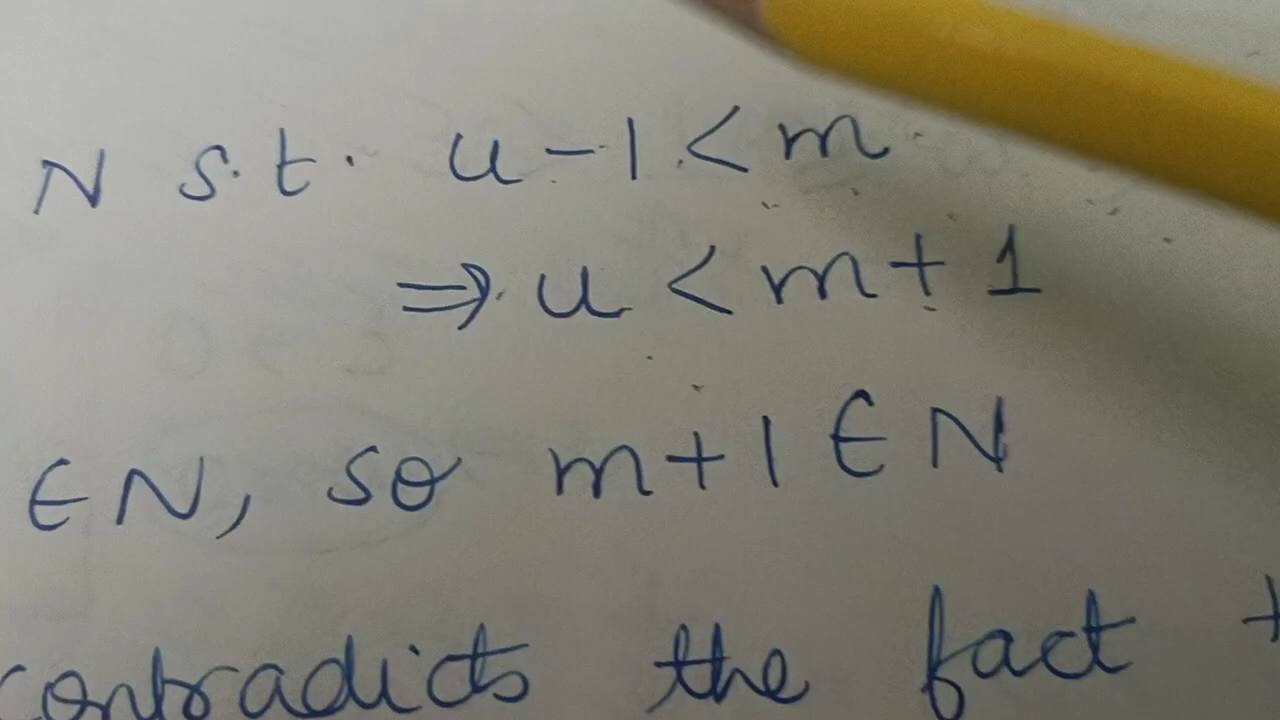 N s.t. u-1 < m
⇒ u < m+1
∈ N, so m+1 ∈ N
contradicts the fact